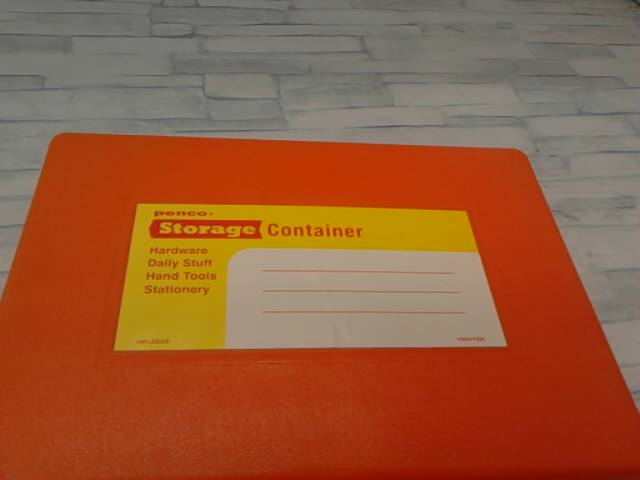 penco
Storage Container
Hardware
Daily Stuff
Hand Tools
Stationery